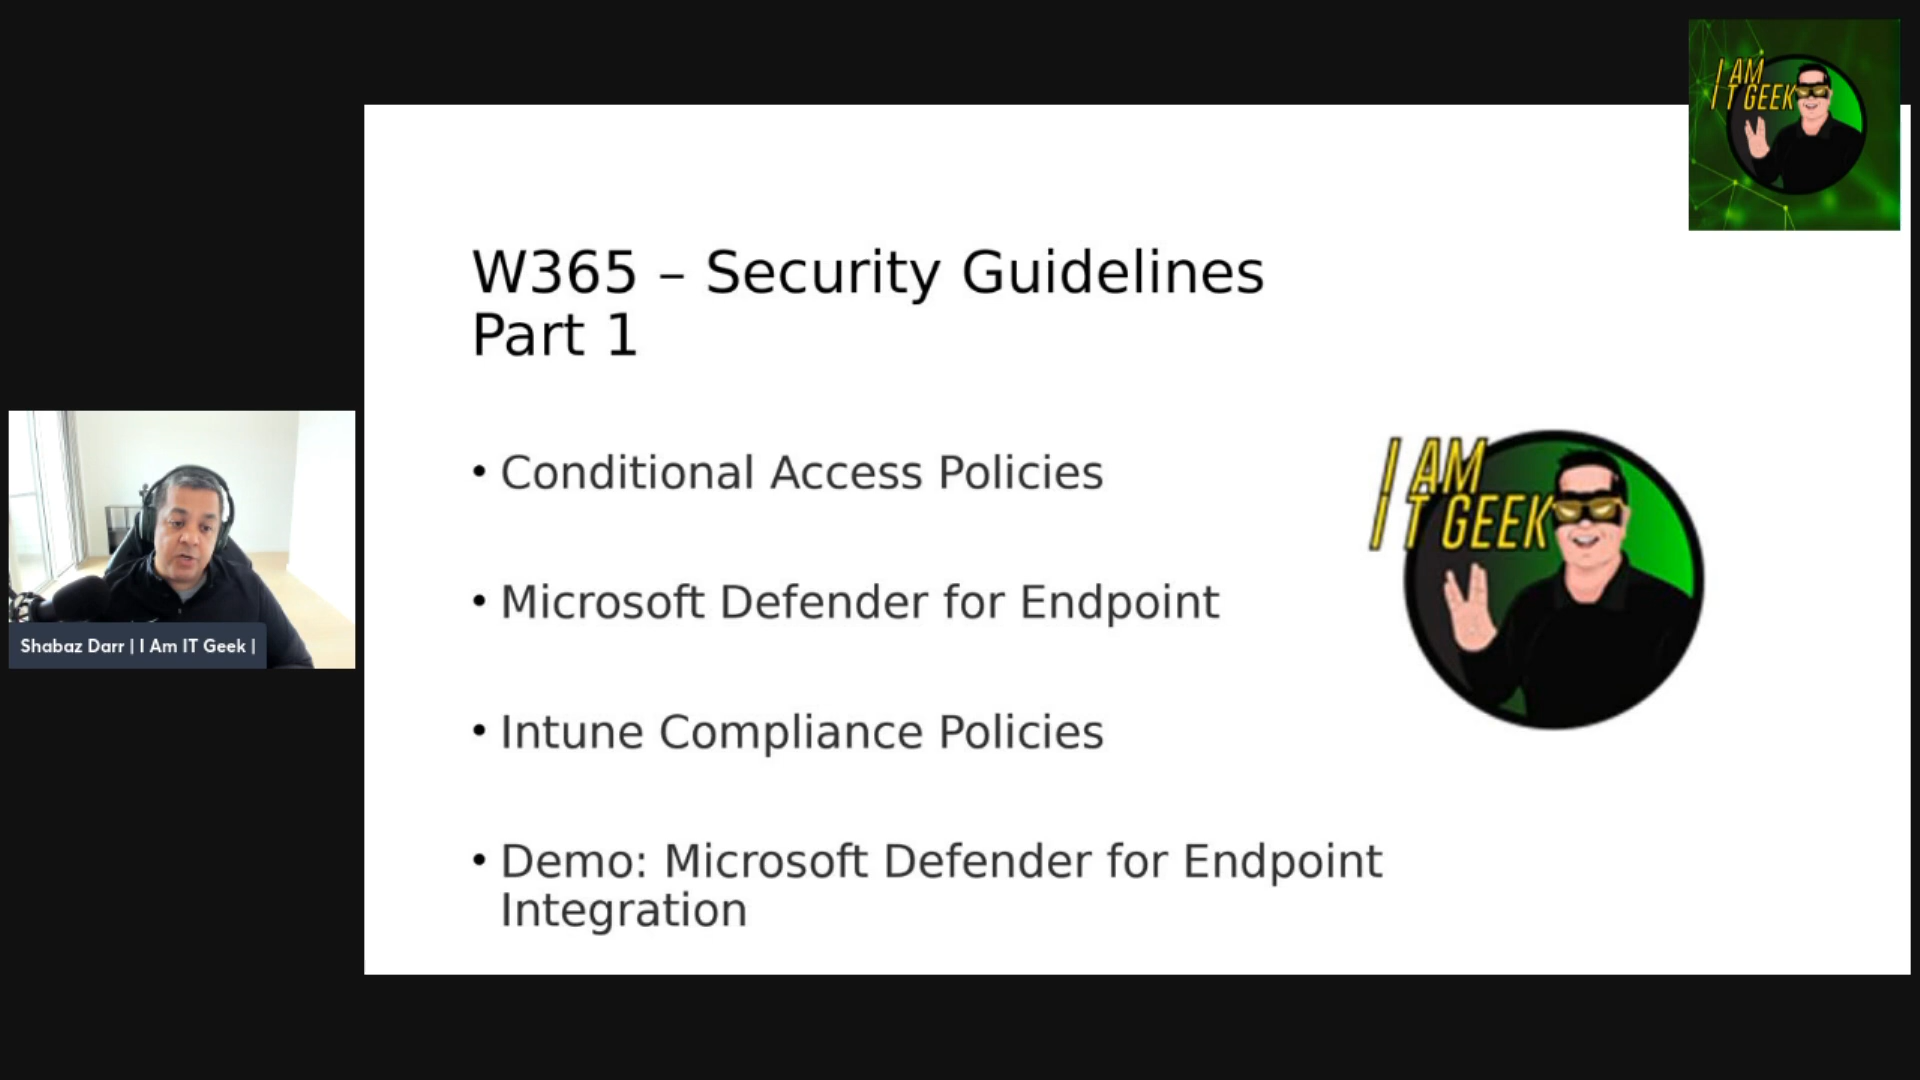 I AM
IT GEEK
W365 – Security Guidelines
Part 1
• Conditional Access Policies
• Microsoft Defender for Endpoint
• Intune Compliance Policies
• Demo: Microsoft Defender for Endpoint
Integration
I AM
IT GEEK
Shabaz Darr | I Am IT Geek |